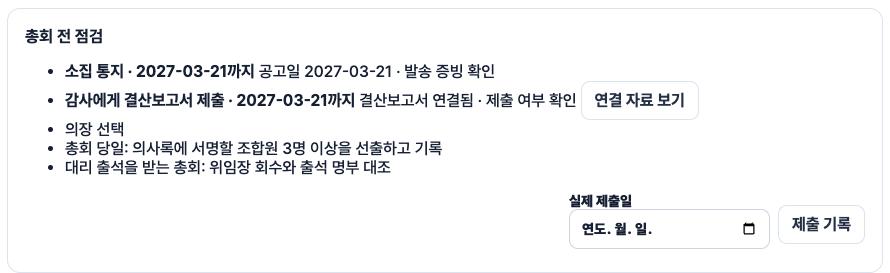 총회 전 점검
소집 통지 · 2027-03-21까지 공고일 2027-03-21 · 발송 증빙 확인
감사에게 결산보고서 제출 · 2027-03-21까지 결산보고서 연결됨 · 제출 여부 확인 연결 자료 보기
의장 선택
총회 당일: 의사록에 서명할 조합원 3명 이상을 선출하고 기록
대리 출석을 받는 총회: 위임장 회수와 출석 명부 대조
실제 제출일
연도. 월. 일. 제출 기록